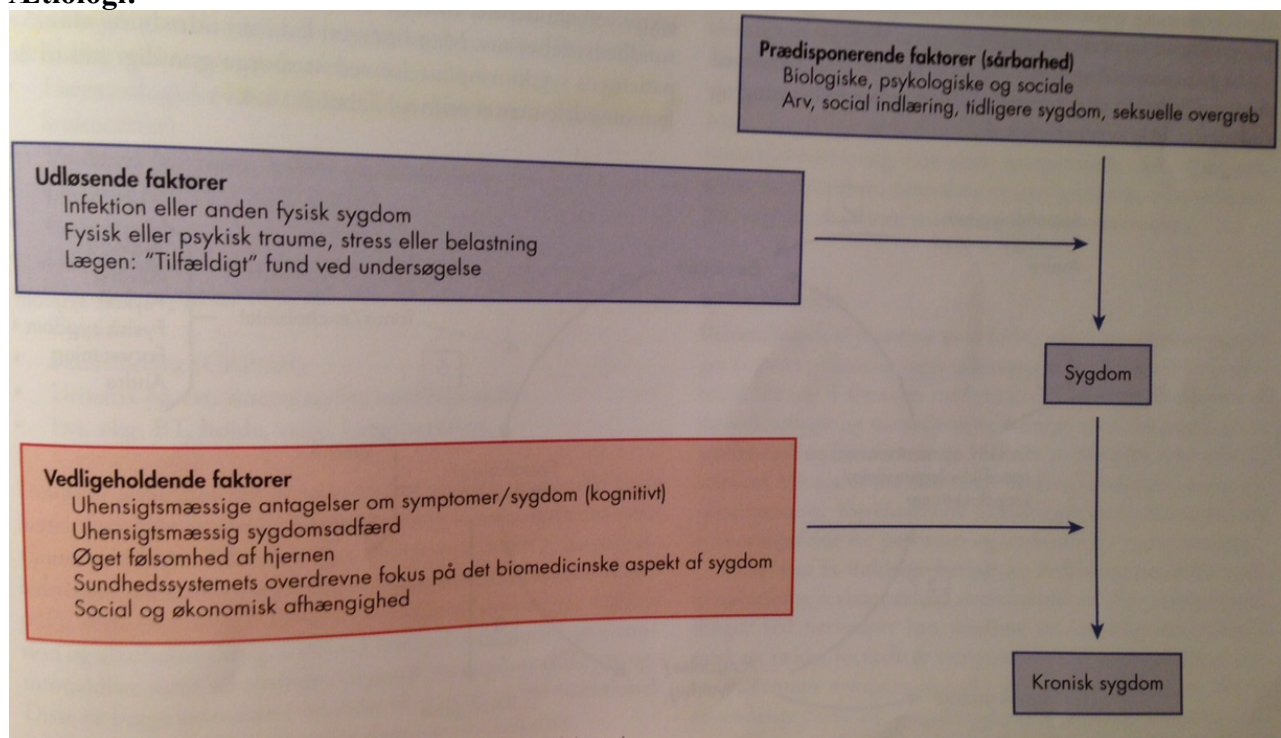 Ætiologi:
Prædisponerende faktorer (sårbarhed)
Biologiske, psykologiske og sociale
Arv, social indlæring, tidligere sygdom, seksuelle overgreb
Udløsende faktorer
Infektion eller anden fysisk sygdom
Fysisk eller psykisk traume, stress eller belastning
Lægen: "Tilfældigt" fund ved undersøgelse
Sygdom
Vedligeholdende faktorer
Uhensigtsmæssige antagelser om symptomer/sygdom (kognitivt)
Uhensigtsmæssig sygdomsadfærd
Øget følsomhed af hjernen
Sundhedssystemets overdrevne fokus på det biomedicinske aspekt af sygdom
Social og økonomisk afhængighed
Kronisk sygdom